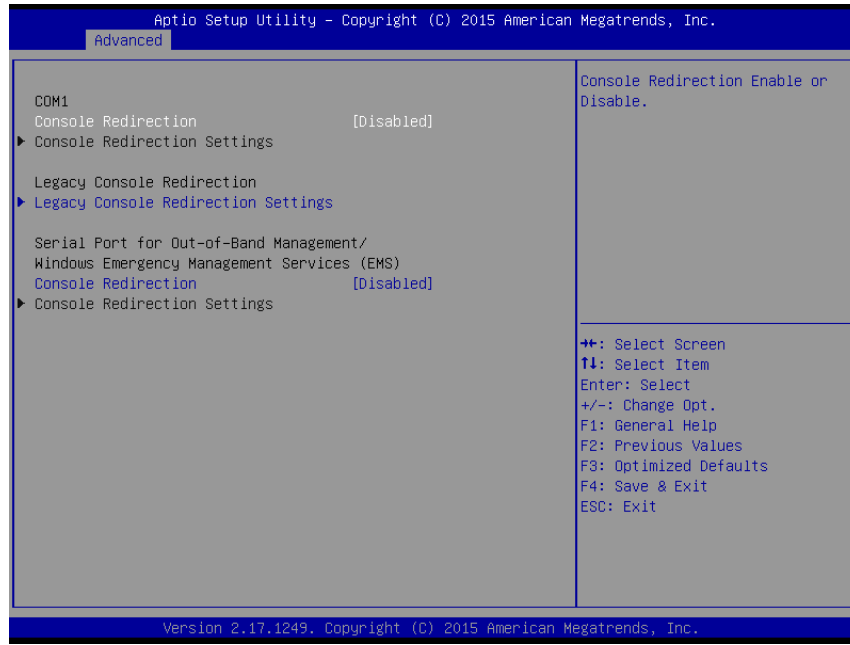 Aptio Setup Utility – Copyright (C) 2015 American Megatrends, Inc.
Advanced
COM1
Console Redirection [Disabled]
▶ Console Redirection Settings
Legacy Console Redirection
▶ Legacy Console Redirection Settings
Serial Port for Out-of-Band Management/
Windows Emergency Management Services (EMS)
Console Redirection [Disabled]
▶ Console Redirection Settings
Console Redirection Enable or
Disable.
→←: Select Screen
↑↓: Select Item
Enter: Select
+/-: Change Opt.
F1: General Help
F2: Previous Values
F3: Optimized Defaults
F4: Save & Exit
ESC: Exit
Version 2.17.1249. Copyright (C) 2015 American Megatrends, Inc.